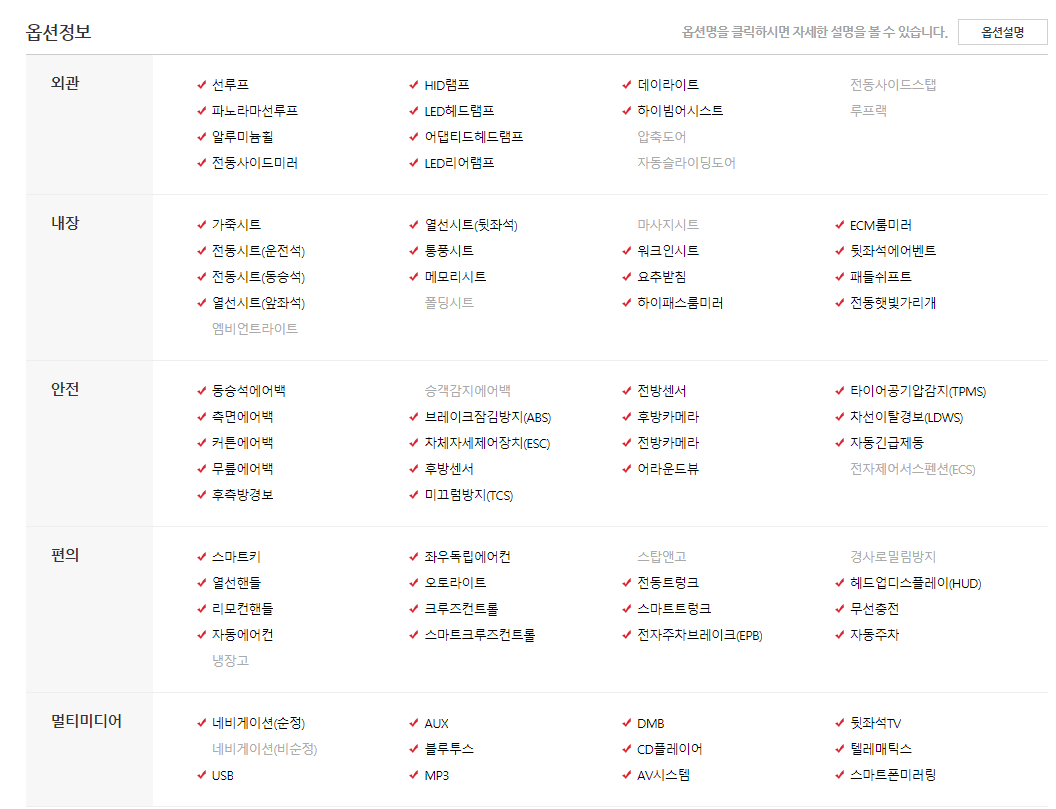 옵션정보
옵션명을 클릭하시면 자세한 설명을 볼 수 있습니다. 옵션설명
외관
선루프 HID램프 데이라이트 전동사이드스탭
파노라마선루프 LED헤드램프 하이빔어시스트 루프랙
알루미늄휠 어댑티드헤드램프 압축도어
전동사이드미러 LED리어램프 자동슬라이딩도어
내장
가죽시트 열선시트(뒷좌석) 마사지시트 ECM룸미러
전동시트(운전석) 통풍시트 워크인시트 뒷좌석에어벤트
전동시트(동승석) 메모리시트 요추받침 패들쉬프트
열선시트(앞좌석) 폴딩시트 하이패스룸미러 전동햇빛가리개
엠비언트라이트
안전
동승석에어백 승객감지에어백 전방센서 타이어공기압감지(TPMS)
측면에어백 브레이크잠김방지(ABS) 후방카메라 차선이탈경보(LDWS)
커튼에어백 차체자세제어장치(ESC) 전방카메라 자동긴급제동
무릎에어백 후방센서 어라운드뷰 전자제어서스펜션(ECS)
후측방경보 미끄럼방지(TCS)
편의
스마트키 좌우독립에어컨 스탑앤고 경사로밀림방지
열선핸들 오토라이트 전동트렁크 헤드업디스플레이(HUD)
리모컨핸들 크루즈컨트롤 스마트트렁크 무선충전
자동에어컨 스마트크루즈컨트롤 전자주차브레이크(EPB) 자동주차
냉장고
멀티미디어
네비게이션(순정) AUX DMB 뒷좌석TV
네비게이션(비순정) 블루투스 CD플레이어 텔레매틱스
USB MP3 AV시스템 스마트폰미러링